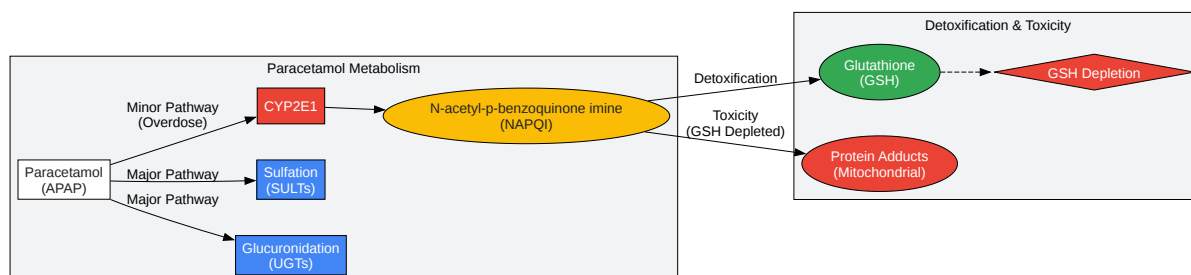 Detoxification & Toxicity
Paracetamol Metabolism
Glutathione
(GSH)
GSH Depletion
Detoxification
Minor Pathway
(Overdose)
CYP2E1
N-acetyl-p-benzoquinone imine
(NAPQI)
Toxicity
(GSH Depleted)
Protein Adducts
(Mitochondrial)
Paracetamol
(APAP)
Major Pathway
Sulfation
(SULTs)
Major Pathway
Glucuronidation
(UGTs)